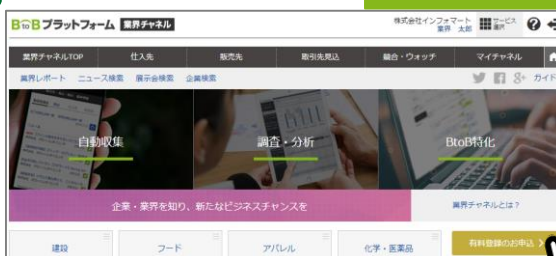 BtoBプラットフォーム 業界チャネル
株式会社インフォマート
業界 太郎
サービス
選択
業界チャネルTOP 仕入先 販売先 取引先見込 競合・ウォッチ マイチャネル
業界レポート ニュース検索 展示会検索 企業検索 ガイド
自動収集 調査・分析 BtoB特化
企業・業界を知り、新たなビジネスチャンスを 業界チャネルとは?
建設 フード アパレル 化学・医薬品 有料登録のお申込